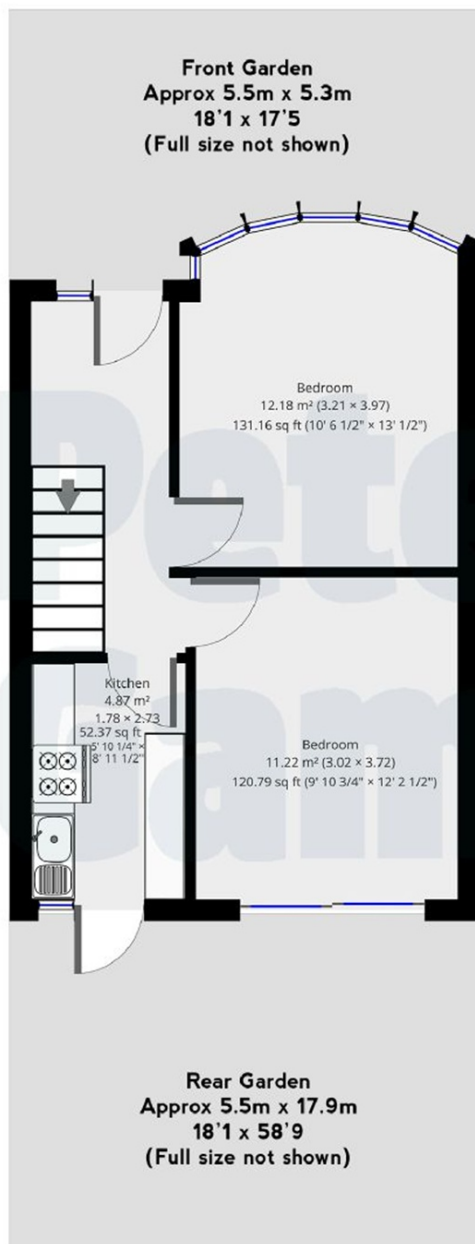 Front Garden
Approx 5.5m x 5.3m
18'1 x 17'5
(Full size not shown)
Bedroom
12.18 m² (3.21 × 3.97)
131.16 sq ft (10' 6 1/2" × 13' 1/2")
Kitchen
4.87 m²
1.78 × 2.73
52.37 sq ft
5' 10 1/4" ×
8' 11 1/2"
Bedroom
11.22 m² (3.02 × 3.72)
120.79 sq ft (9' 10 3/4" × 12' 2 1/2")
Rear Garden
Approx 5.5m x 17.9m
18'1 x 58'9
(Full size not shown)